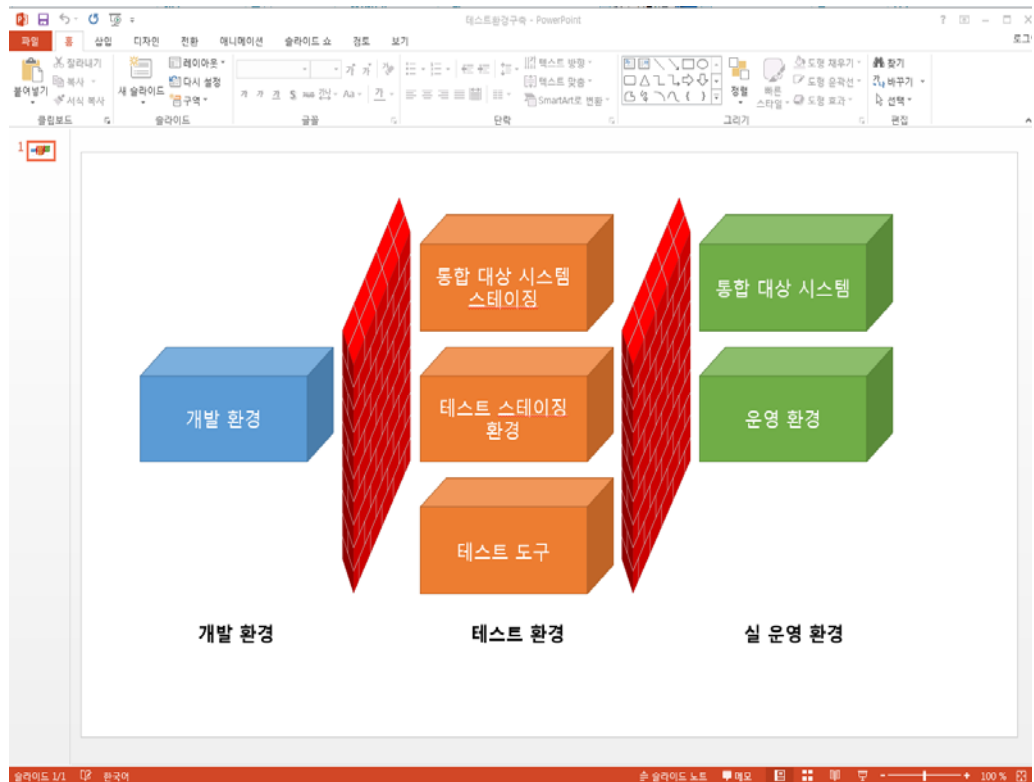 테스트환경구축 - PowerPoint
파일 홈 삽입 디자인 전환 애니메이션 슬라이드 쇼 검토 보기
로그
붙여넣기
잘라내기
복사
서식 복사
클립보드
새 슬라이드
레이아웃
다시 설정
구역
슬라이드
가 가 가 S abc 가 Aa 가
글꼴
텍스트 방향
텍스트 맞춤
SmartArt로 변환
단락
정렬
빠른
스타일
도형 채우기
도형 윤곽선
도형 효과
그리기
찾기
바꾸기
선택
편집
1
통합 대상 시스템
스테이징
통합 대상 시스템
개발 환경
테스트 스테이징
환경
운영 환경
테스트 도구
개발 환경
테스트 환경
실 운영 환경
슬라이드 1/1 한국어
슬라이드 노트 메모 100 %